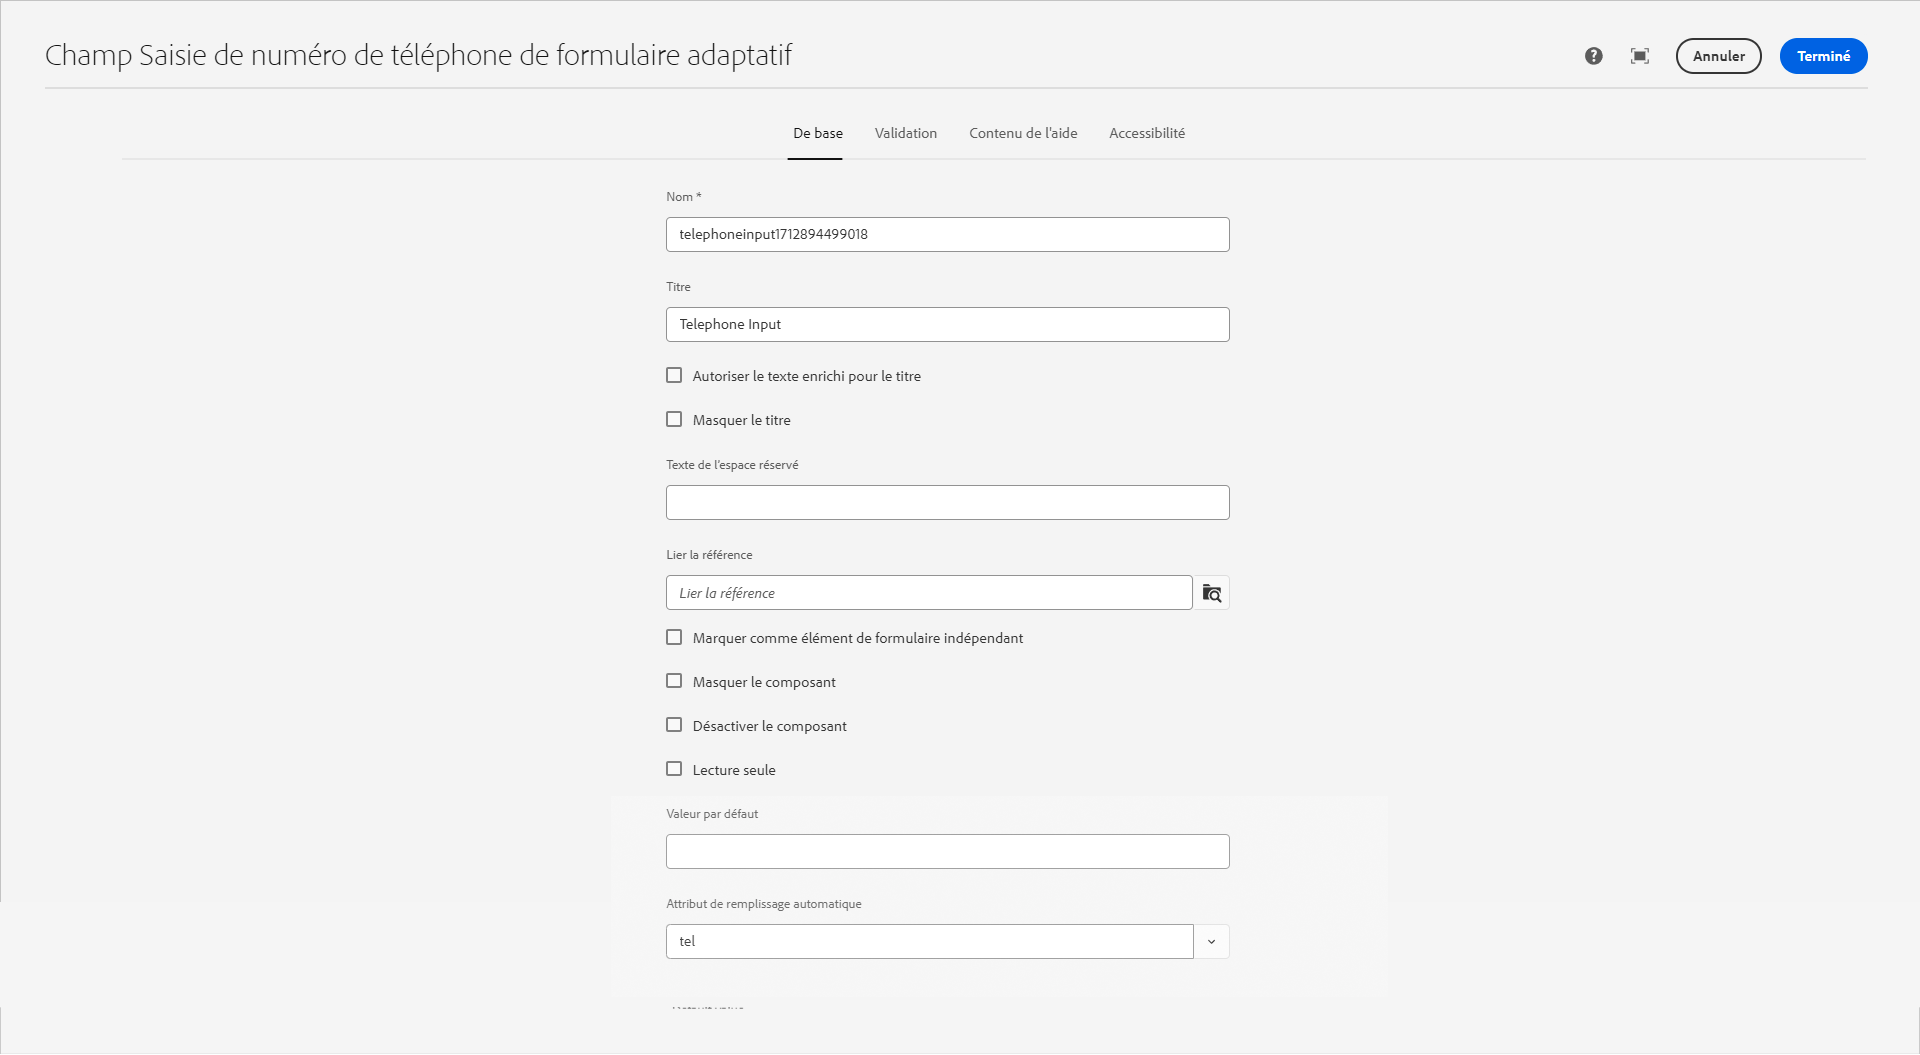 Champ Saisie de numéro de téléphone de formulaire adaptatif
Annuler
Terminé
De base
Validation
Contenu de l'aide
Accessibilité
Nom *
telephoneinput1712894499018
Titre
Telephone Input
Autoriser le texte enrichi pour le titre
Masquer le titre
Texte de l'espace réservé
Lier la référence
Lier la référence
Marquer comme élément de formulaire indépendant
Masquer le composant
Désactiver le composant
Lecture seule
Valeur par défaut
Attribut de remplissage automatique
tel